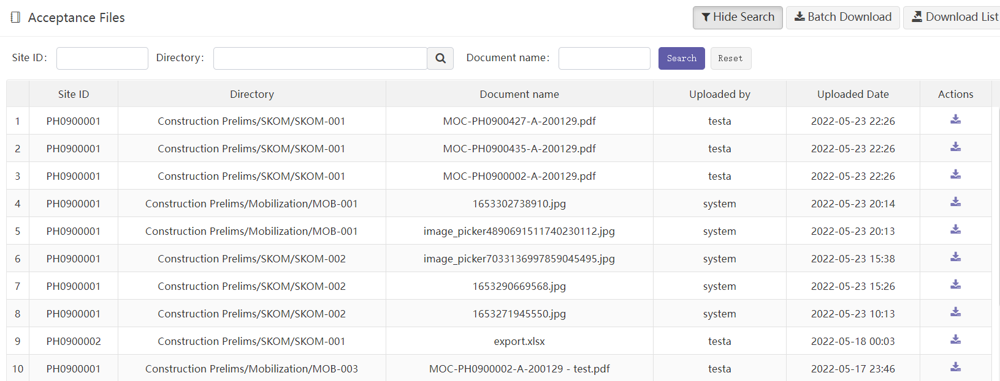 Acceptance Files
Hide Search
Batch Download
Download List
Site ID:
Directory:
Document name:
Search
Reset
Site ID Directory Document name Uploaded by Uploaded Date Actions
1 PH0900001 Construction Prelims/SKOM/SKOM-001 MOC-PH0900427-A-200129.pdf testa 2022-05-23 22:26
2 PH0900001 Construction Prelims/SKOM/SKOM-001 MOC-PH0900435-A-200129.pdf testa 2022-05-23 22:26
3 PH0900001 Construction Prelims/SKOM/SKOM-001 MOC-PH0900002-A-200129.pdf testa 2022-05-23 22:26
4 PH0900001 Construction Prelims/Mobilization/MOB-001 1653302738910.jpg system 2022-05-23 20:14
5 PH0900001 Construction Prelims/Mobilization/MOB-001 image_picker4890691511740230112.jpg system 2022-05-23 20:13
6 PH0900001 Construction Prelims/SKOM/SKOM-002 image_picker7033136997859045495.jpg system 2022-05-23 15:38
7 PH0900001 Construction Prelims/SKOM/SKOM-002 1653290669568.jpg system 2022-05-23 15:26
8 PH0900001 Construction Prelims/SKOM/SKOM-002 1653271945550.jpg system 2022-05-23 10:13
9 PH0900002 Construction Prelims/SKOM/SKOM-001 export.xlsx testa 2022-05-18 00:03
10 PH0900001 Construction Prelims/Mobilization/MOB-003 MOC-PH0900002-A-200129 - test.pdf testa 2022-05-17 23:46